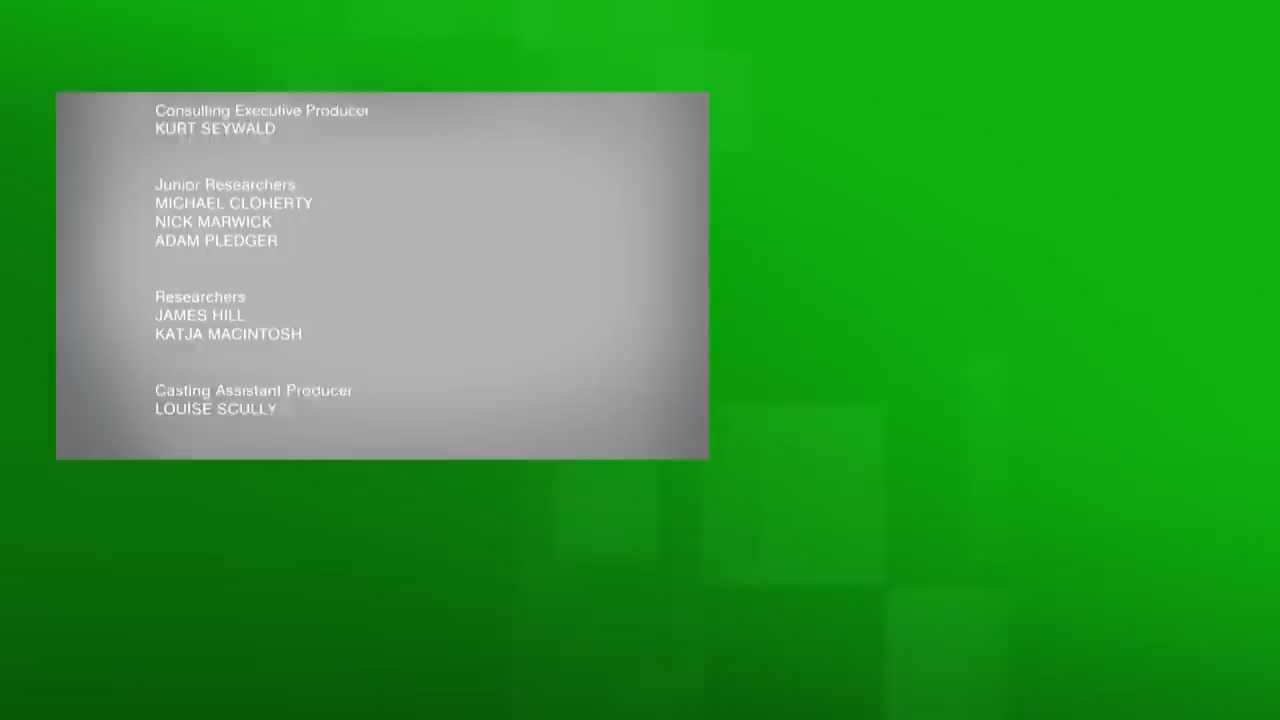 Consulting Executive Producer
KURT SEYWALD
Junior Researchers
MICHAEL CLOHERTY
NICK MARWICK
ADAM PLEDGER
Researchers
JAMES HILL
KATJA MACINTOSH
Casting Assistant Producer
LOUISE SCULLY